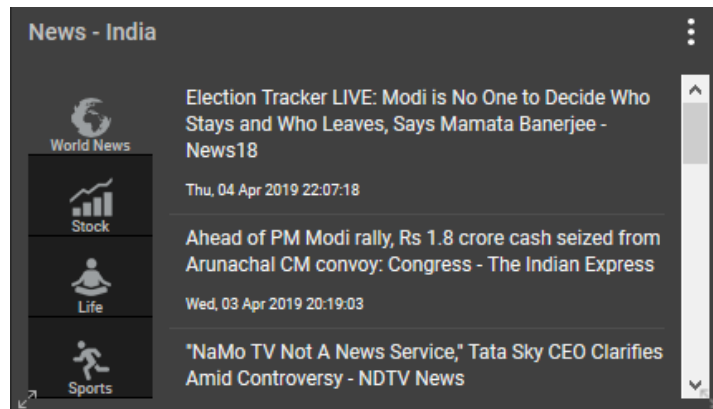 News - India
World News
Stock
Life
Sports
Election Tracker LIVE: Modi is No One to Decide Who
Stays and Who Leaves, Says Mamata Banerjee -
News18
Thu, 04 Apr 2019 22:07:18
Ahead of PM Modi rally, Rs 1.8 crore cash seized from
Arunachal CM convoy: Congress - The Indian Express
Wed, 03 Apr 2019 20:19:03
"NaMo TV Not A News Service," Tata Sky CEO Clarifies
Amid Controversy - NDTV News